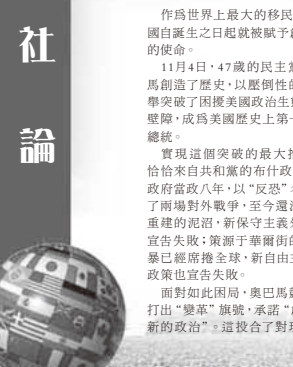 社論
作爲世界上最大的移民
國自誕生之日起就被賦予
的使命。
11月4日，47歲的民主黨
馬創造了歷史，以壓倒性的
舉突破了困擾美國政治生
壁障，成爲美國歷史上第一
總統。
實現這個突破的最大
恰恰來自共和黨的布什政
政府當政八年，以“反恐”
了兩場對外戰爭，至今還
重建的泥沼，新保守主義
宣告失敗；策源于華爾街的
暴已經席捲全球，新自由主
政策也宣告失敗。
面對如此困局，奧巴馬
打出“變革”旗號，承諾“
新的政治”。這投合了對